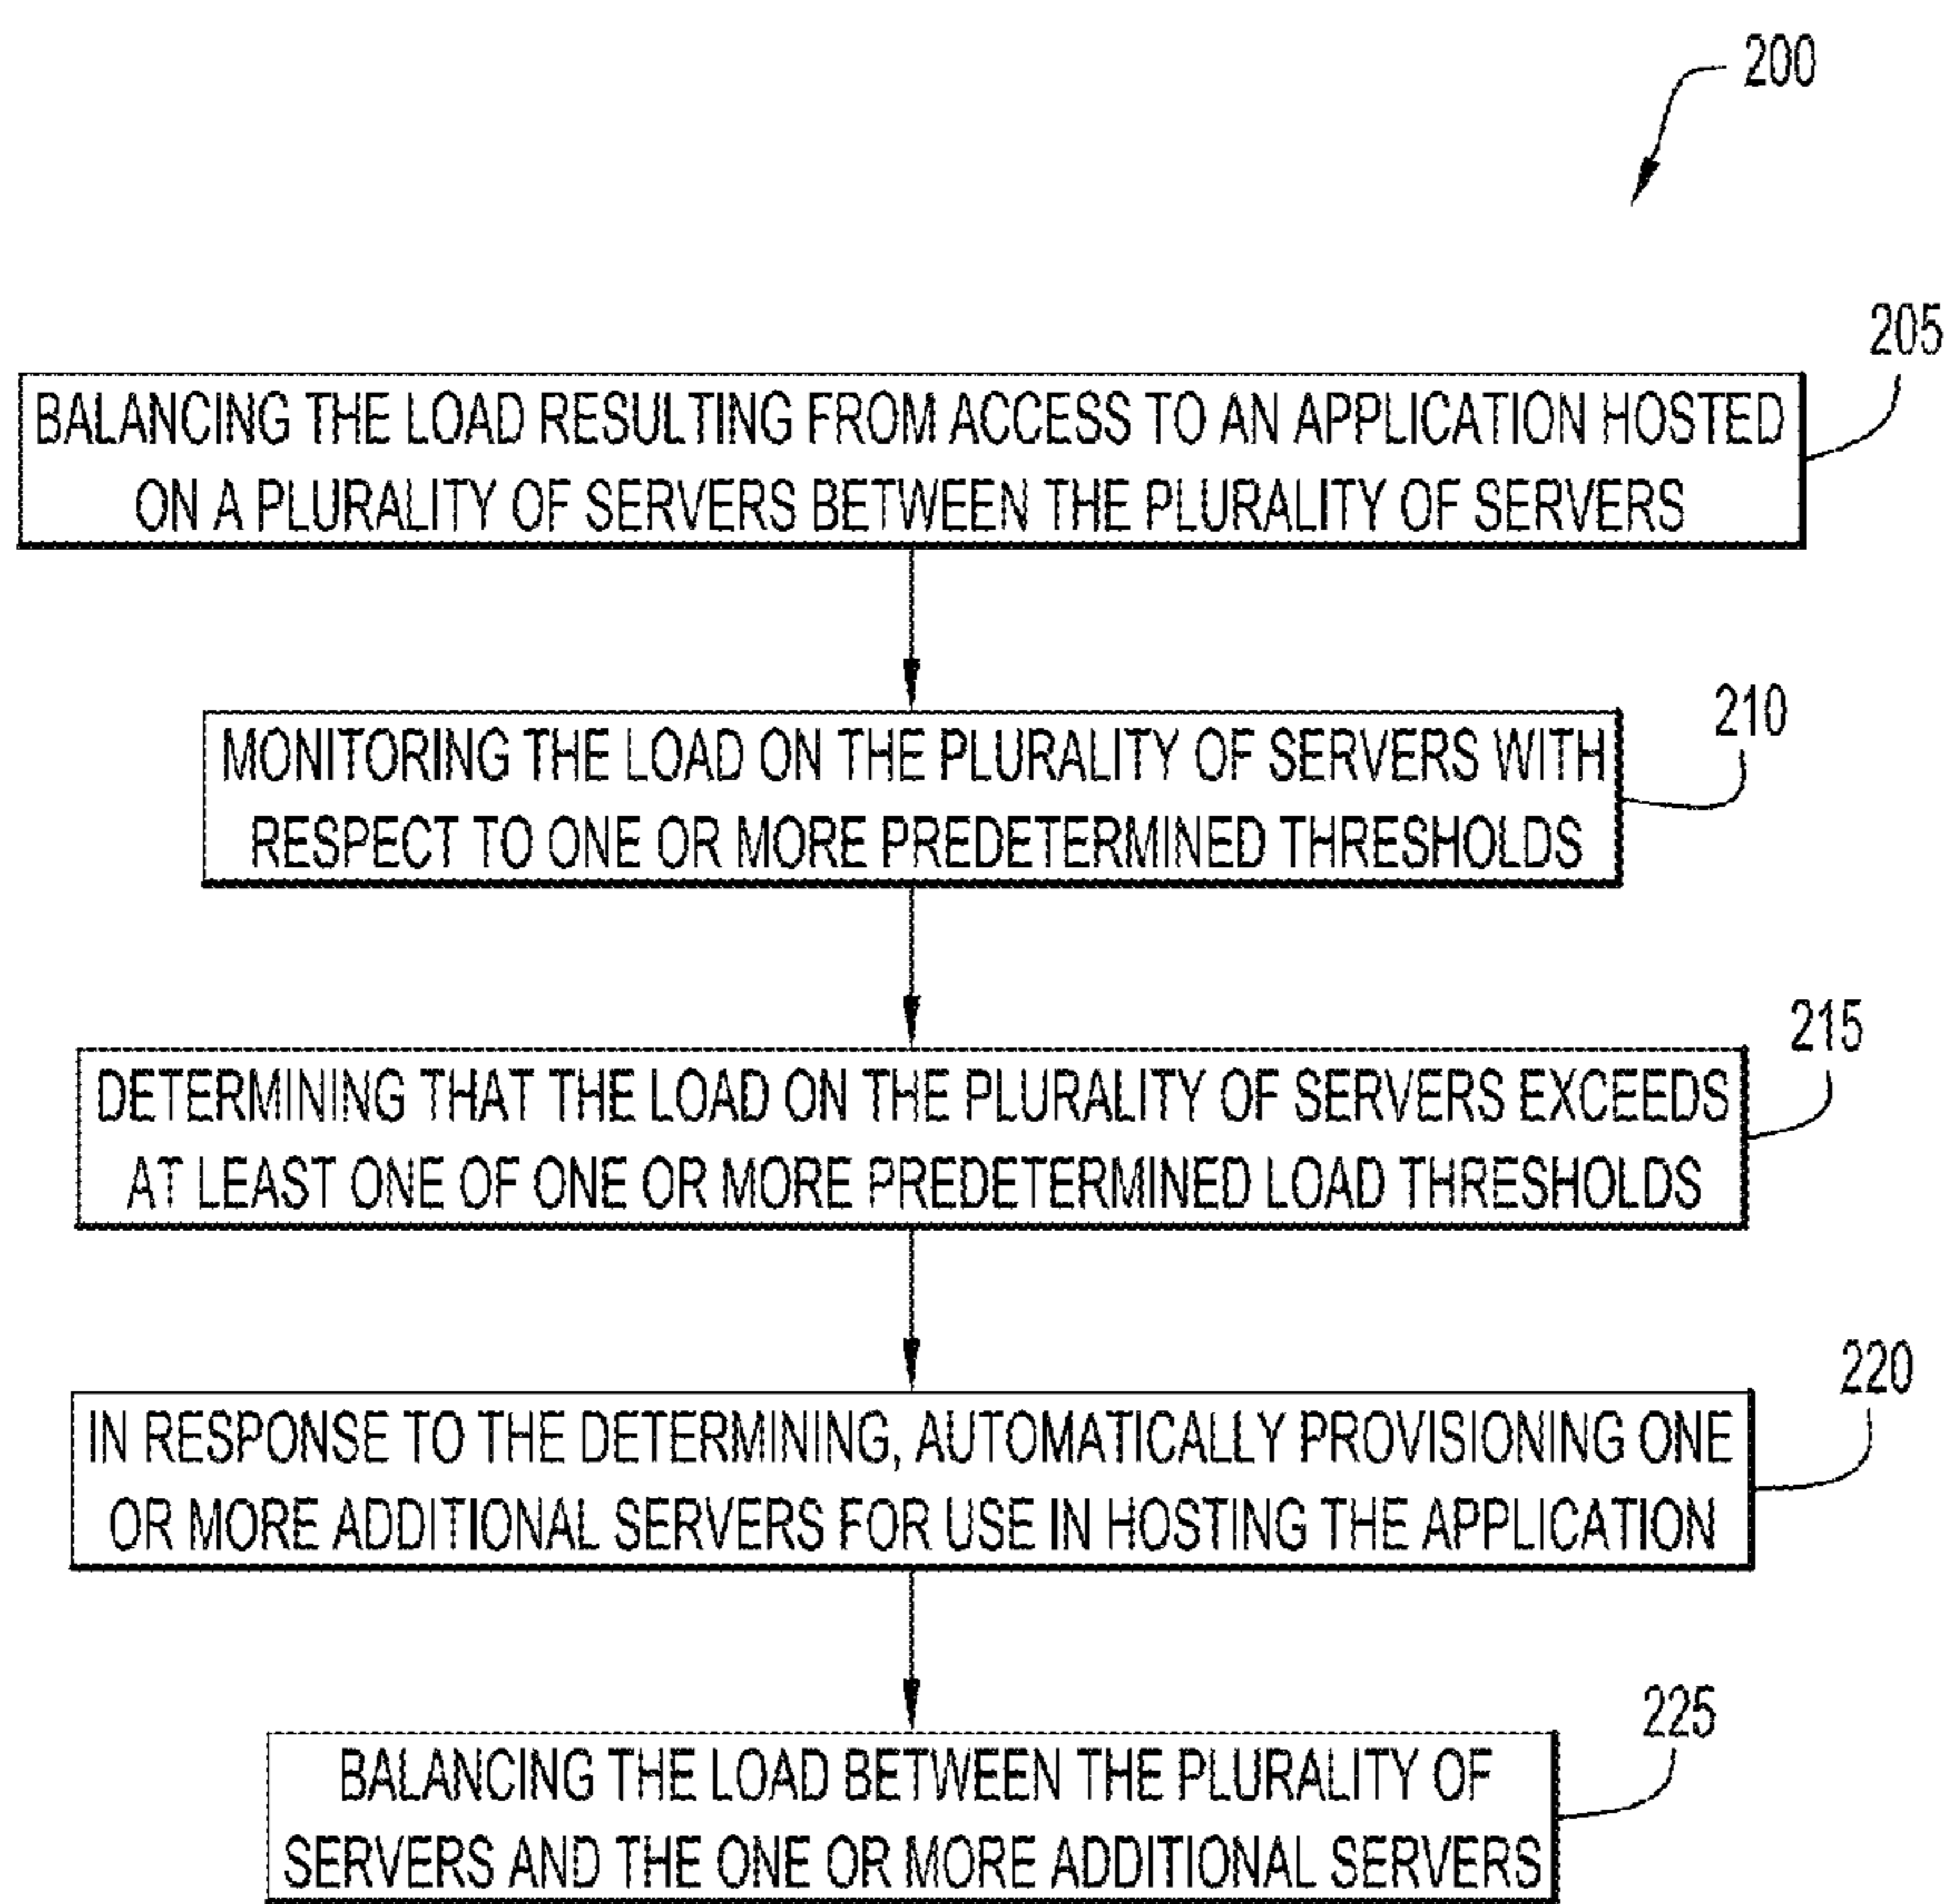 200
205
BALANCING THE LOAD RESULTING FROM ACCESS TO AN APPLICATION HOSTED
ON A PLURALITY OF SERVERS BETWEEN THE PLURALITY OF SERVERS
210
MONITORING THE LOAD ON THE PLURALITY OF SERVERS WITH
RESPECT TO ONE OR MORE PREDETERMINED THRESHOLDS
215
DETERMINING THAT THE LOAD ON THE PLURALITY OF SERVERS EXCEEDS
AT LEAST ONE OF ONE OR MORE PREDETERMINED LOAD THRESHOLDS
220
IN RESPONSE TO THE DETERMINING, AUTOMATICALLY PROVISIONING ONE
OR MORE ADDITIONAL SERVERS FOR USE IN HOSTING THE APPLICATION
225
BALANCING THE LOAD BETWEEN THE PLURALITY OF
SERVERS AND THE ONE OR MORE ADDITIONAL SERVERS